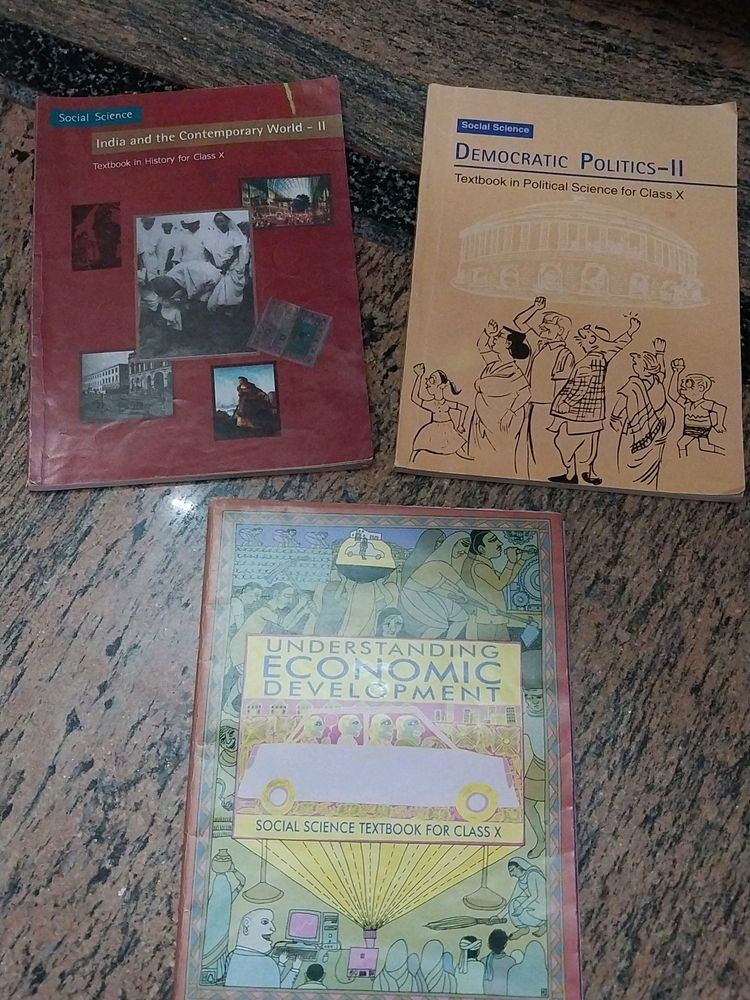 Social Science
India and the Contemporary World - II
Textbook in History for Class X
Social Science
DEMOCRATIC POLITICS-II
Textbook in Political Science for Class X
UNDERSTANDING
ECONOMIC
DEVELOPMENT
SOCIAL SCIENCE TEXTBOOK FOR CLASS X